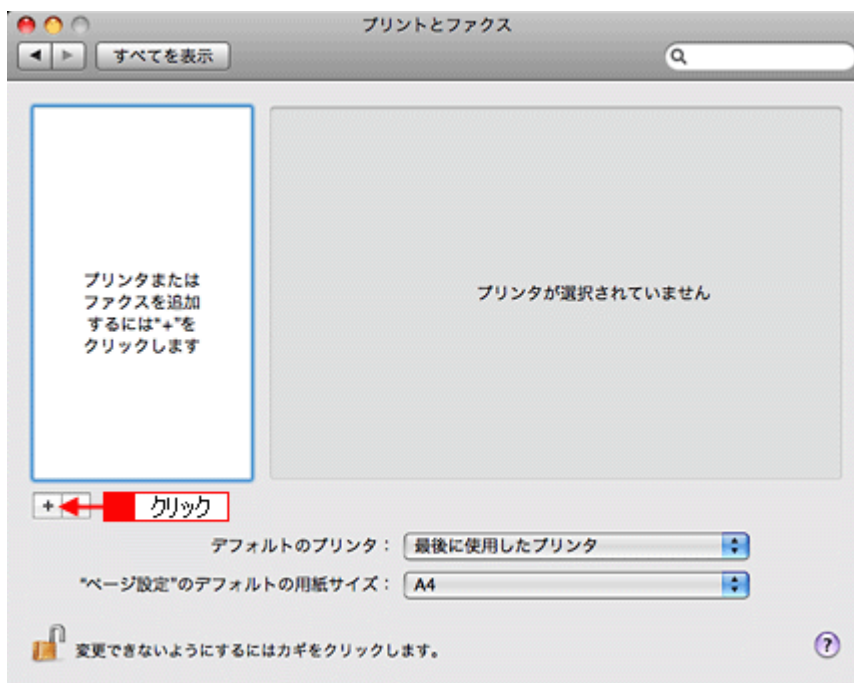 プリントとファクス
すべてを表示
プリンタまたは
ファクスを追加
するには"+"を
クリックします
プリンタが選択されていません
+
クリック
デフォルトのプリンタ： 最後に使用したプリンタ
"ページ設定"のデフォルトの用紙サイズ： A4
変更できないようにするにはカギをクリックします。
?